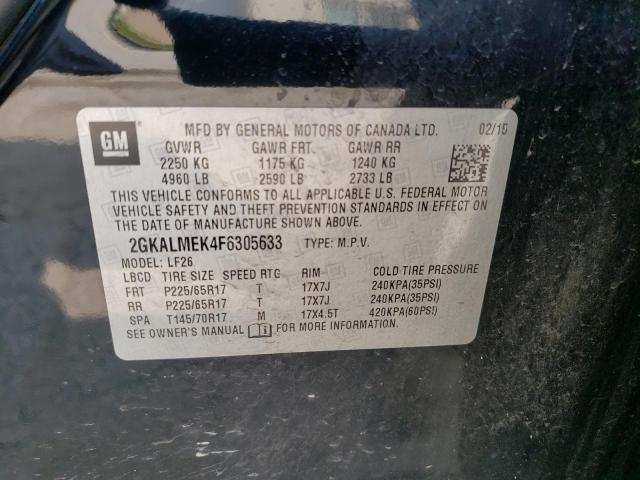 GM
MFD BY GENERAL MOTORS OF CANADA LTD. 02/15
GVWR GAWR FRT. GAWR RR
2250 KG 1175 KG 1240 KG
4960 LB 2590 LB 2733 LB
THIS VEHICLE CONFORMS TO ALL APPLICABLE U.S. FEDERAL MOTOR
VEHICLE SAFETY AND THEFT PREVENTION STANDARDS IN EFFECT ON
THE DATE OF MANUFACTURE SHOWN ABOVE.
2GKALMEK4F6305633 TYPE: M.P.V.
MODEL: LF26
LBCD TIRE SIZE SPEED RTG RIM COLD TIRE PRESSURE
FRT P225/65R17 T 17X7J 240KPA(35PSI)
RR P225/65R17 T 17X7J 240KPA(35PSI)
SPA T145/70R17 M 17X4.5T 420KPA(60PSI)
SEE OWNER'S MANUAL FOR MORE INFORMATION.